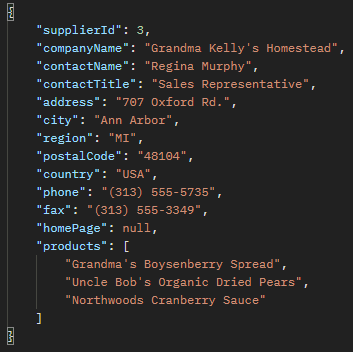 {
    "supplierId": 3,
    "companyName": "Grandma Kelly's Homestead",
    "contactName": "Regina Murphy",
    "contactTitle": "Sales Representative",
    "address": "707 Oxford Rd.",
    "city": "Ann Arbor",
    "region": "MI",
    "postalCode": "48104",
    "country": "USA",
    "phone": "(313) 555-5735",
    "fax": "(313) 555-3349",
    "homePage": null,
    "products": [
        "Grandma's Boysenberry Spread",
        "Uncle Bob's Organic Dried Pears",
        "Northwoods Cranberry Sauce"
    ]
}